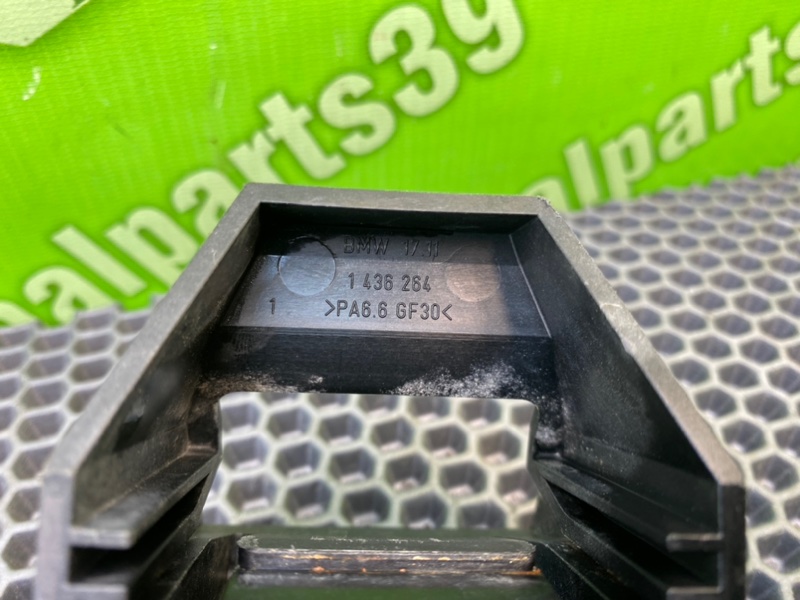 alparts39
alparts
BMW 17.11
1 436 264
1 >PA6.6 GF30<